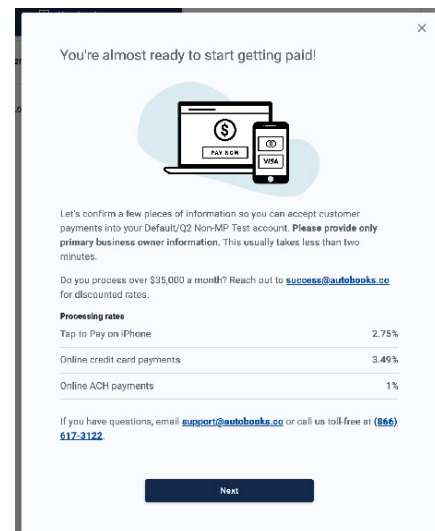 You're almost ready to start getting paid!
$
PAY NOW
VISA
Let's confirm a few pieces of information so you can accept customer
payments into your Default/Q2 Non-MP Test account. Please provide only
primary business owner information. This usually takes less than two
minutes.
Do you process over $35,000 a month? Reach out to success@autobooks.co
for discounted rates.
Processing rates
Tap to Pay on iPhone 2.75%
Online credit card payments 3.49%
Online ACH payments 1%
If you have questions, email support@autobooks.co or call us toll-free at (866)
617-3122.
Next